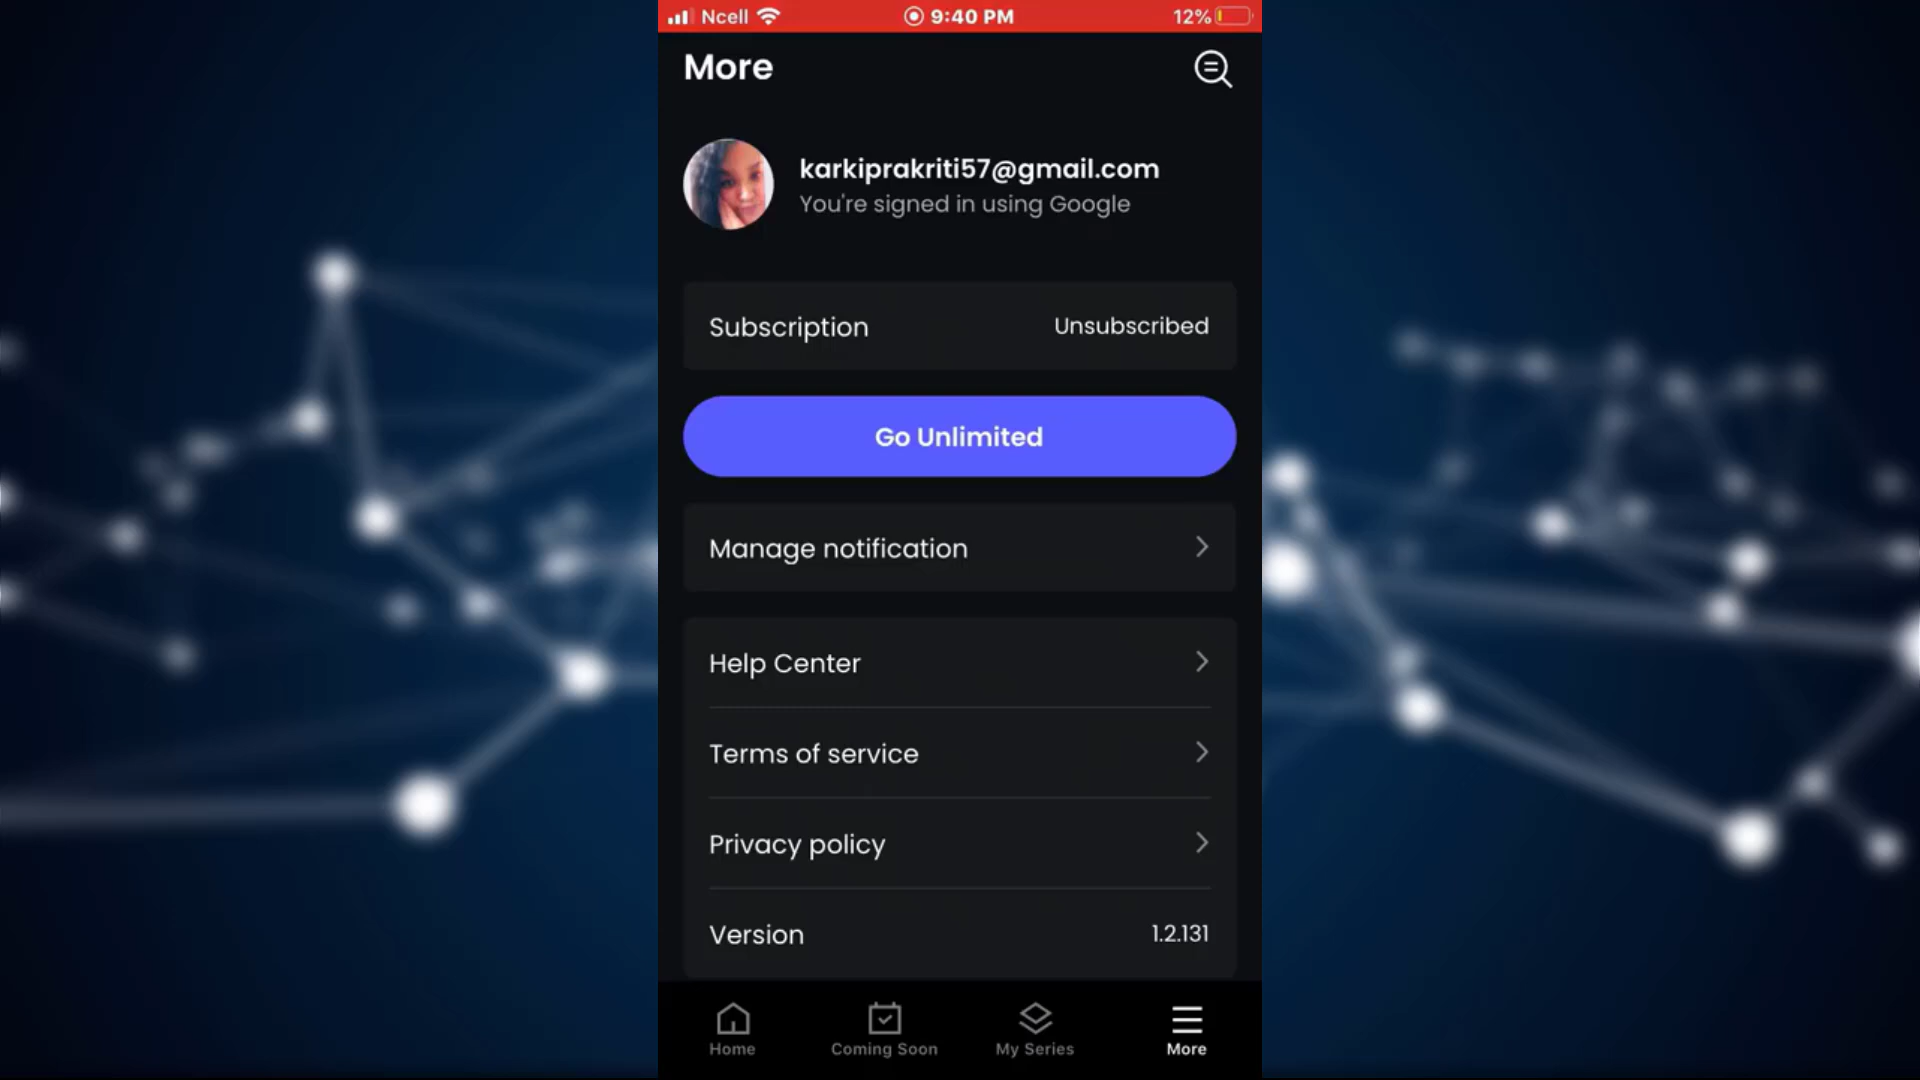 Ncell 9:40 PM 12%
More
karkiprakriti57@gmail.com
You're signed in using Google
Subscription Unsubscribed
Go Unlimited
Manage notification
Help Center
Terms of service
Privacy policy
Version 1.2.131
Home Coming Soon My Series More